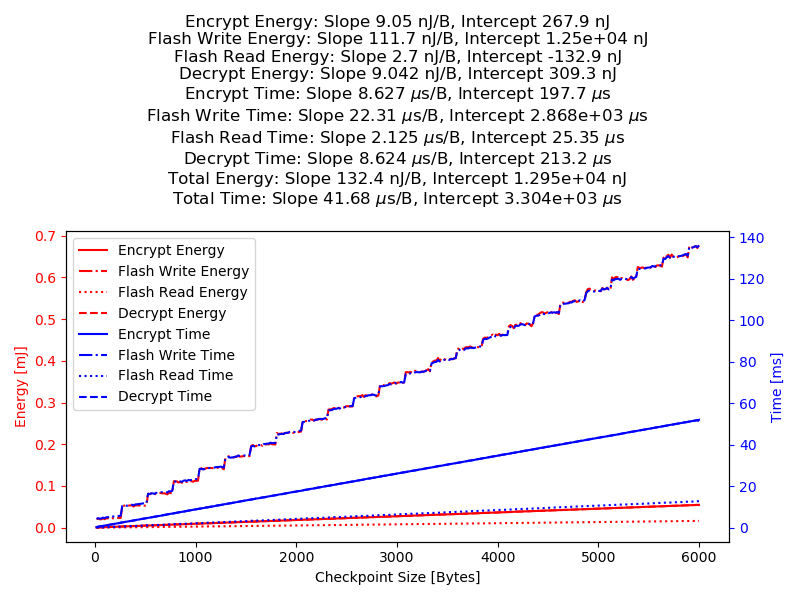 Encrypt Energy: Slope 9.05 nJ/B, Intercept 267.9 nJ
Flash Write Energy: Slope 111.7 nJ/B, Intercept 1.25e+04 nJ
Flash Read Energy: Slope 2.7 nJ/B, Intercept -132.9 nJ
Decrypt Energy: Slope 9.042 nJ/B, Intercept 309.3 nJ
Encrypt Time: Slope 8.627 μs/B, Intercept 197.7 μs
Flash Write Time: Slope 22.31 μs/B, Intercept 2.868e+03 μs
Flash Read Time: Slope 2.125 μs/B, Intercept 25.35 μs
Decrypt Time: Slope 8.624 μs/B, Intercept 213.2 μs
Total Energy: Slope 132.4 nJ/B, Intercept 1.295e+04 nJ
Total Time: Slope 41.68 μs/B, Intercept 3.304e+03 μs
Energy [mJ]
0.7
0.6
0.5
0.4
0.3
0.2
0.1
0.0
Encrypt Energy
Flash Write Energy
Flash Read Energy
Decrypt Energy
Encrypt Time
Flash Write Time
Flash Read Time
Decrypt Time
140
120
100
80
60
40
20
0
Time [ms]
0 1000 2000 3000 4000 5000 6000
Checkpoint Size [Bytes]